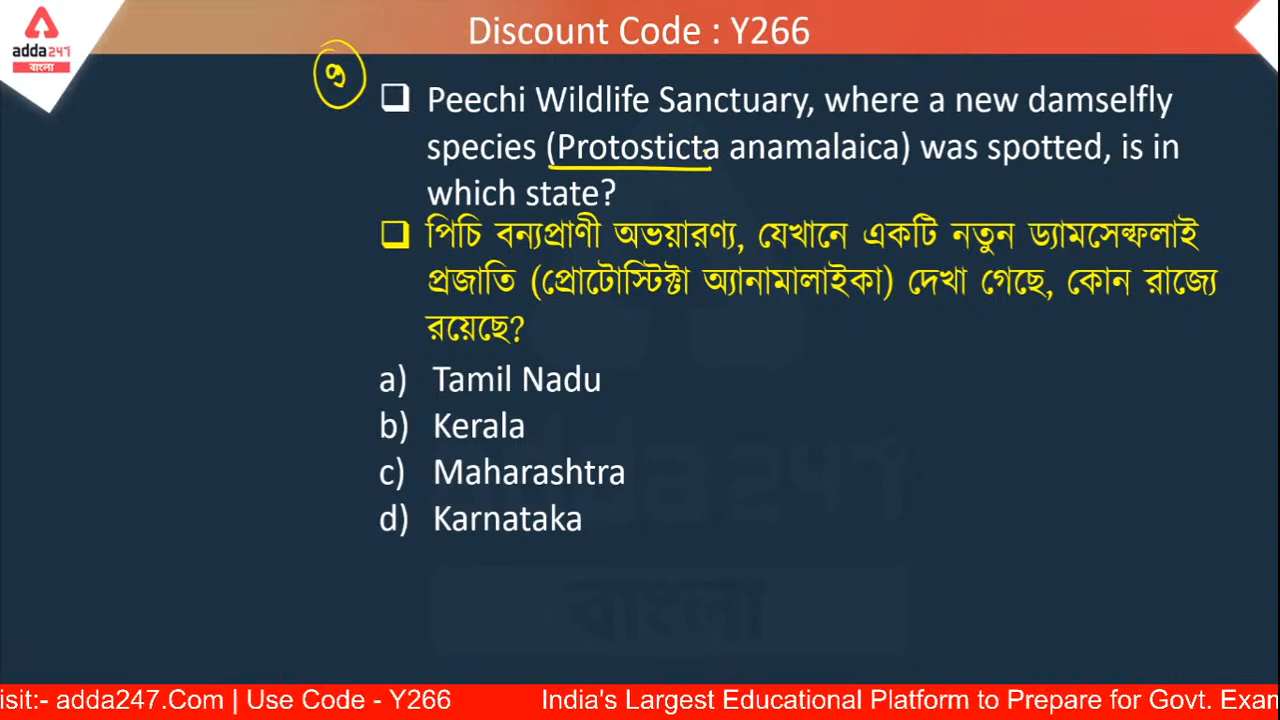 Discount Code : Y266
adda247
বাংলা
9
Peechi Wildlife Sanctuary, where a new damselfly
species (Protosticta anamalaica) was spotted, is in
which state?
পিচি বন্যপ্রাণী অভয়ারণ্য, যেখানে একটি নতুন ড্যামসেল্ফলাই
প্রজাতি (প্রোটোস্টিক্টা অ্যানামালাইকা) দেখা গেছে, কোন রাজ্যে
রয়েছে?
a) Tamil Nadu
b) Kerala
c) Maharashtra
d) Karnataka
adda247
বাংলা
isit:- adda247.Com | Use Code - Y266 India's Largest Educational Platform to Prepare for Govt. Exan